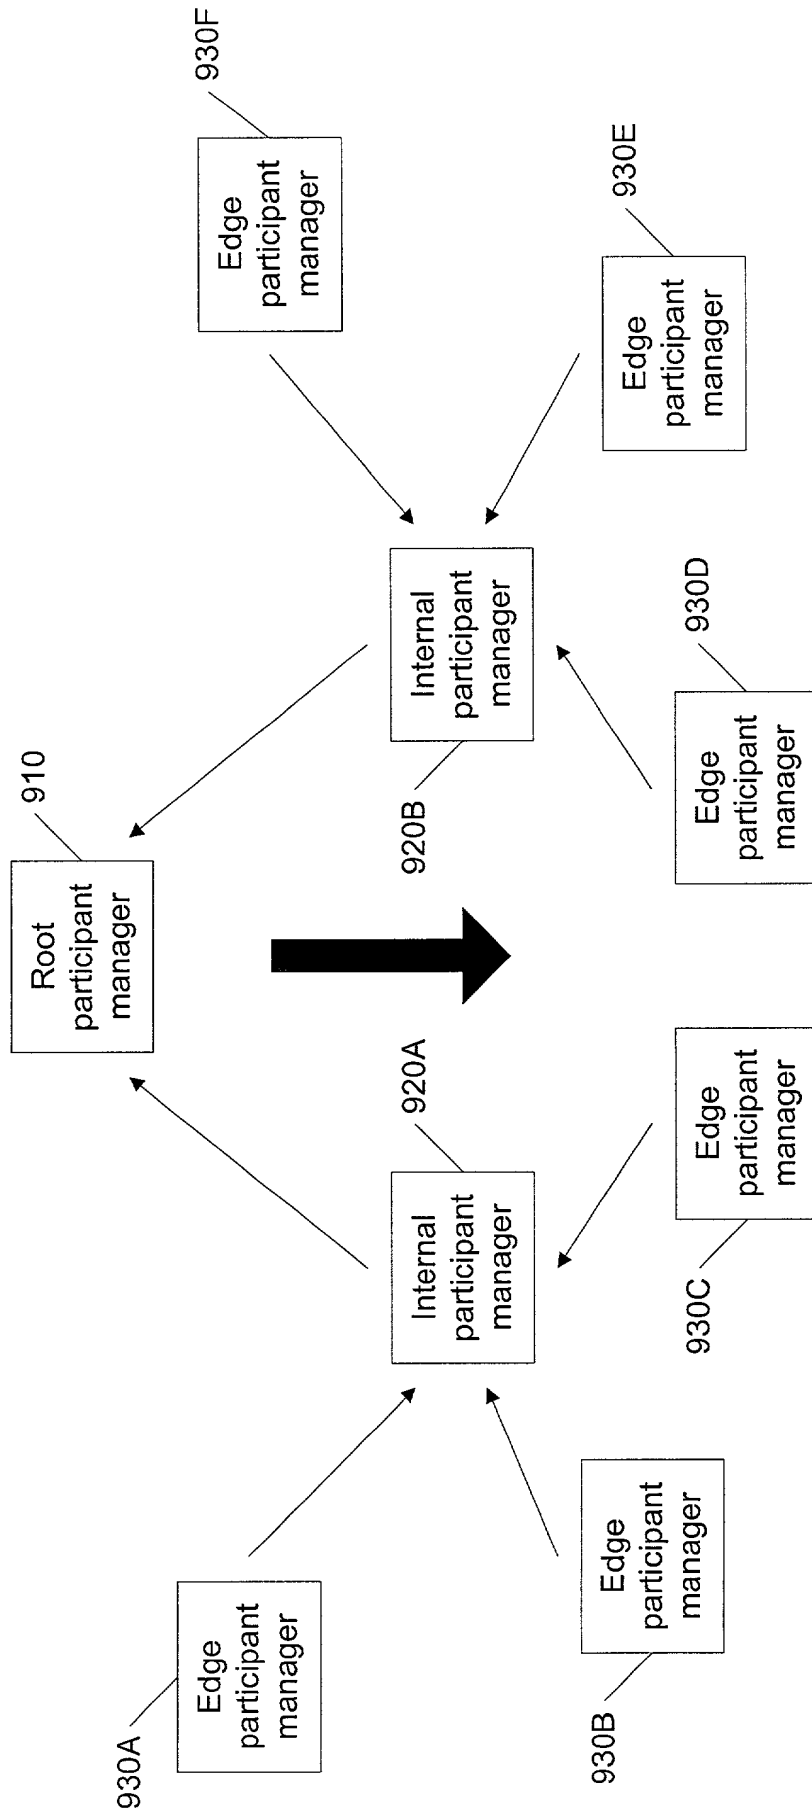 Root
participant
manager
910
Internal
participant
manager
920A
Internal
participant
manager
920B
Edge
participant
manager
930A
Edge
participant
manager
930B
Edge
participant
manager
930C
Edge
participant
manager
930D
Edge
participant
manager
930E
Edge
participant
manager
930F